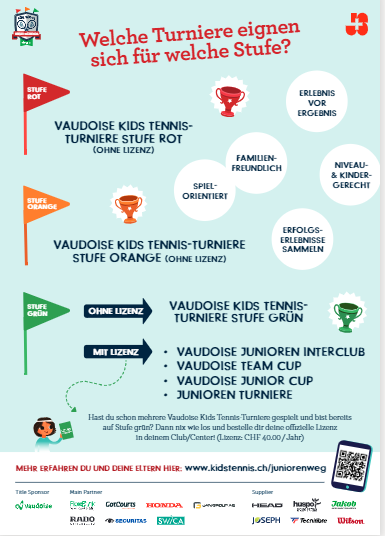 Welche Turniere eignen
sich für welche Stufe?
STUFE
ROT
VAUDOISE KIDS TENNIS-
TURNIERE STUFE ROT
(OHNE LIZENZ)
ERLEBNIS
VOR
ERGEBNIS
FAMILIEN-
FREUNDLICH
NIVEAU-
& KINDER-
GERECHT
SPIEL-
ORIENTIERT
ERFOLGS-
ERLEBNISSE
SAMMELN
STUFE
ORANGE
VAUDOISE KIDS TENNIS-TURNIERE
STUFE ORANGE (OHNE LIZENZ)
STUFE
GRÜN
OHNE LIZENZ
VAUDOISE KIDS TENNIS-
TURNIERE STUFE GRÜN
MIT LIZENZ
• VAUDOISE JUNIOREN INTERCLUB
• VAUDOISE TEAM CUP
• VAUDOISE JUNIOR CUP
• JUNIOREN TURNIERE
Hast du schon mehrere Vaudoise Kids Tennis-Turniere gespielt und bist bereits
auf Stufe grün? Dann nix wie los und bestelle dir deine offizielle Lizenz
in deinem Club/Center! (Lizenz: CHF 40.00 / Jahr)
MEHR ERFAHREN DU UND DEINE ELTERN HIER: www.kidstennis.ch/juniorenweg
Title Sponsor Main Partner Supplier
vaudoise GotCourts HONDA HEAD huspo Jakob
RADO SECURITAS SWICA JOSEPH Tecnifibre Wilson